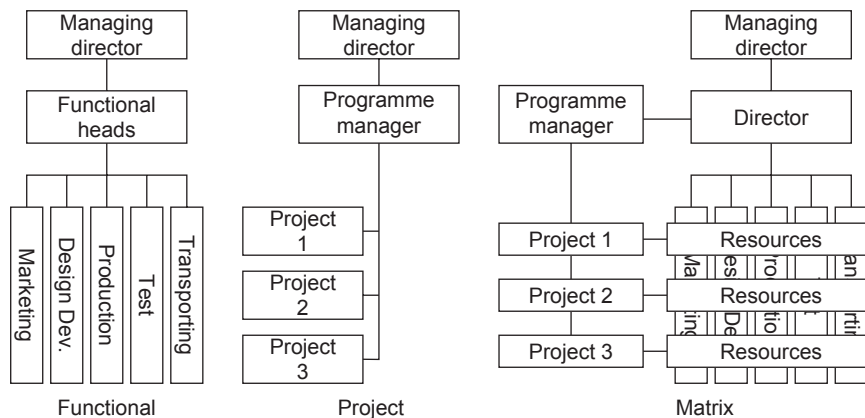 Managing
director
Functional
heads
Marketing
Design Dev.
Production
Test
Transporting
Functional
Managing
director
Programme
manager
Project
1
Project
2
Project
3
Project
Managing
director
Programme
manager
Director
Project 1
Resources
Project 2
Resources
Project 3
Resources
Matrix